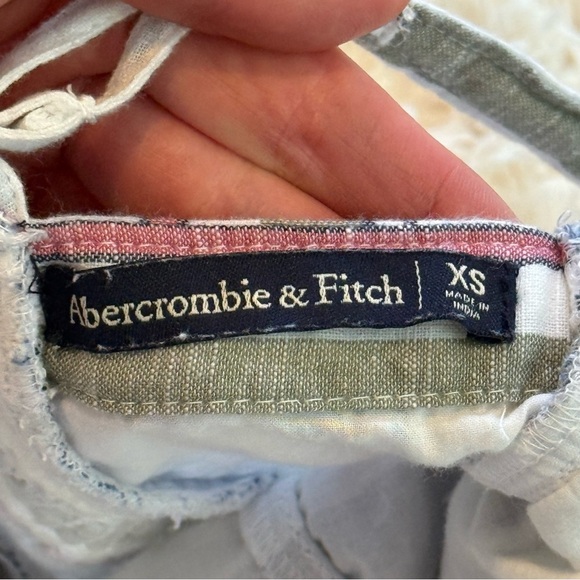 Abercrombie & Fitch | XS
MADE IN
INDIA